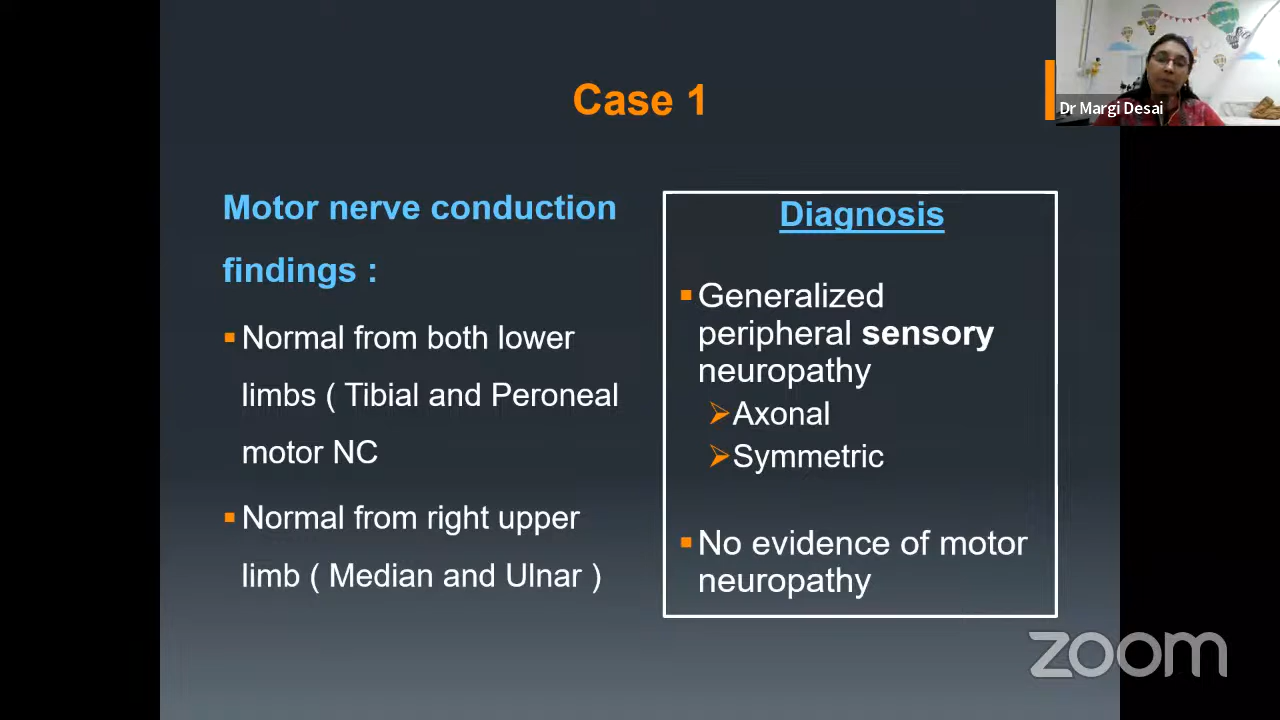 Case 1
Dr Margi Desai
Motor nerve conduction
findings :
Normal from both lower
limbs ( Tibial and Peroneal
motor NC
Normal from right upper
limb ( Median and Ulnar )
Diagnosis
Generalized
peripheral sensory
neuropathy
Axonal
Symmetric
No evidence of motor
neuropathy
zoom